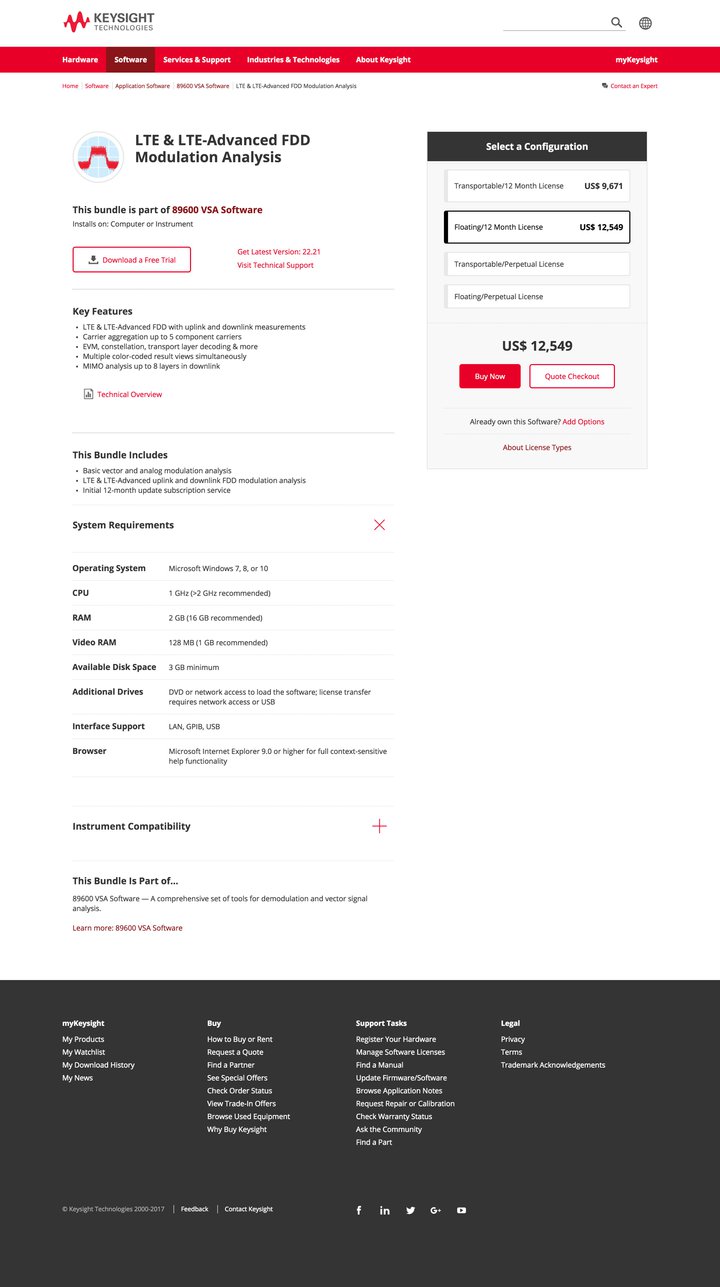 KEYSIGHT
TECHNOLOGIES
Hardware Software Services & Support Industries & Technologies About Keysight myKeysight
Home Software Application Software 89600 VSA Software LTE & LTE-Advanced FDD Modulation Analysis Contact an Expert
LTE & LTE-Advanced FDD
Modulation Analysis
This bundle is part of 89600 VSA Software
Installs on: Computer or Instrument
Download a Free Trial
Get Latest Version: 22.21
Visit Technical Support
Key Features
• LTE & LTE-Advanced FDD with uplink and downlink measurements
• Carrier aggregation up to 5 component carriers
• EVM, constellation, transport layer decoding & more
• Multiple color-coded result views simultaneously
• MIMO analysis up to 8 layers in downlink
Technical Overview
This Bundle Includes
• Basic vector and analog modulation analysis
• LTE & LTE-Advanced uplink and downlink FDD modulation analysis
• Initial 12-month update subscription service
System Requirements
Operating System Microsoft Windows 7, 8, or 10
CPU 1 GHz (>2 GHz recommended)
RAM 2 GB (16 GB recommended)
Video RAM 128 MB (1 GB recommended)
Available Disk Space 3 GB minimum
Additional Drives DVD or network access to load the software; license transfer
requires network access or USB
Interface Support LAN, GPIB, USB
Browser Microsoft Internet Explorer 9.0 or higher for full context-sensitive
help functionality
Instrument Compatibility
This Bundle Is Part of...
89600 VSA Software — A comprehensive set of tools for demodulation and vector signal
analysis.
Learn more: 89600 VSA Software
Select a Configuration
Transportable/12 Month License US$ 9,671
Floating/12 Month License US$ 12,549
Transportable/Perpetual License
Floating/Perpetual License
US$ 12,549
Buy Now Quote Checkout
Already own this Software? Add Options
About License Types
myKeysight
My Products
My Watchlist
My Download History
My News
Buy
How to Buy or Rent
Request a Quote
Find a Partner
See Special Offers
Check Order Status
View Trade-In Offers
Browse Used Equipment
Why Buy Keysight
Support Tasks
Register Your Hardware
Manage Software Licenses
Find a Manual
Update Firmware/Software
Browse Application Notes
Request Repair or Calibration
Check Warranty Status
Ask the Community
Find a Part
Legal
Privacy
Terms
Trademark Acknowledgements
© Keysight Technologies 2000-2017 Feedback Contact Keysight